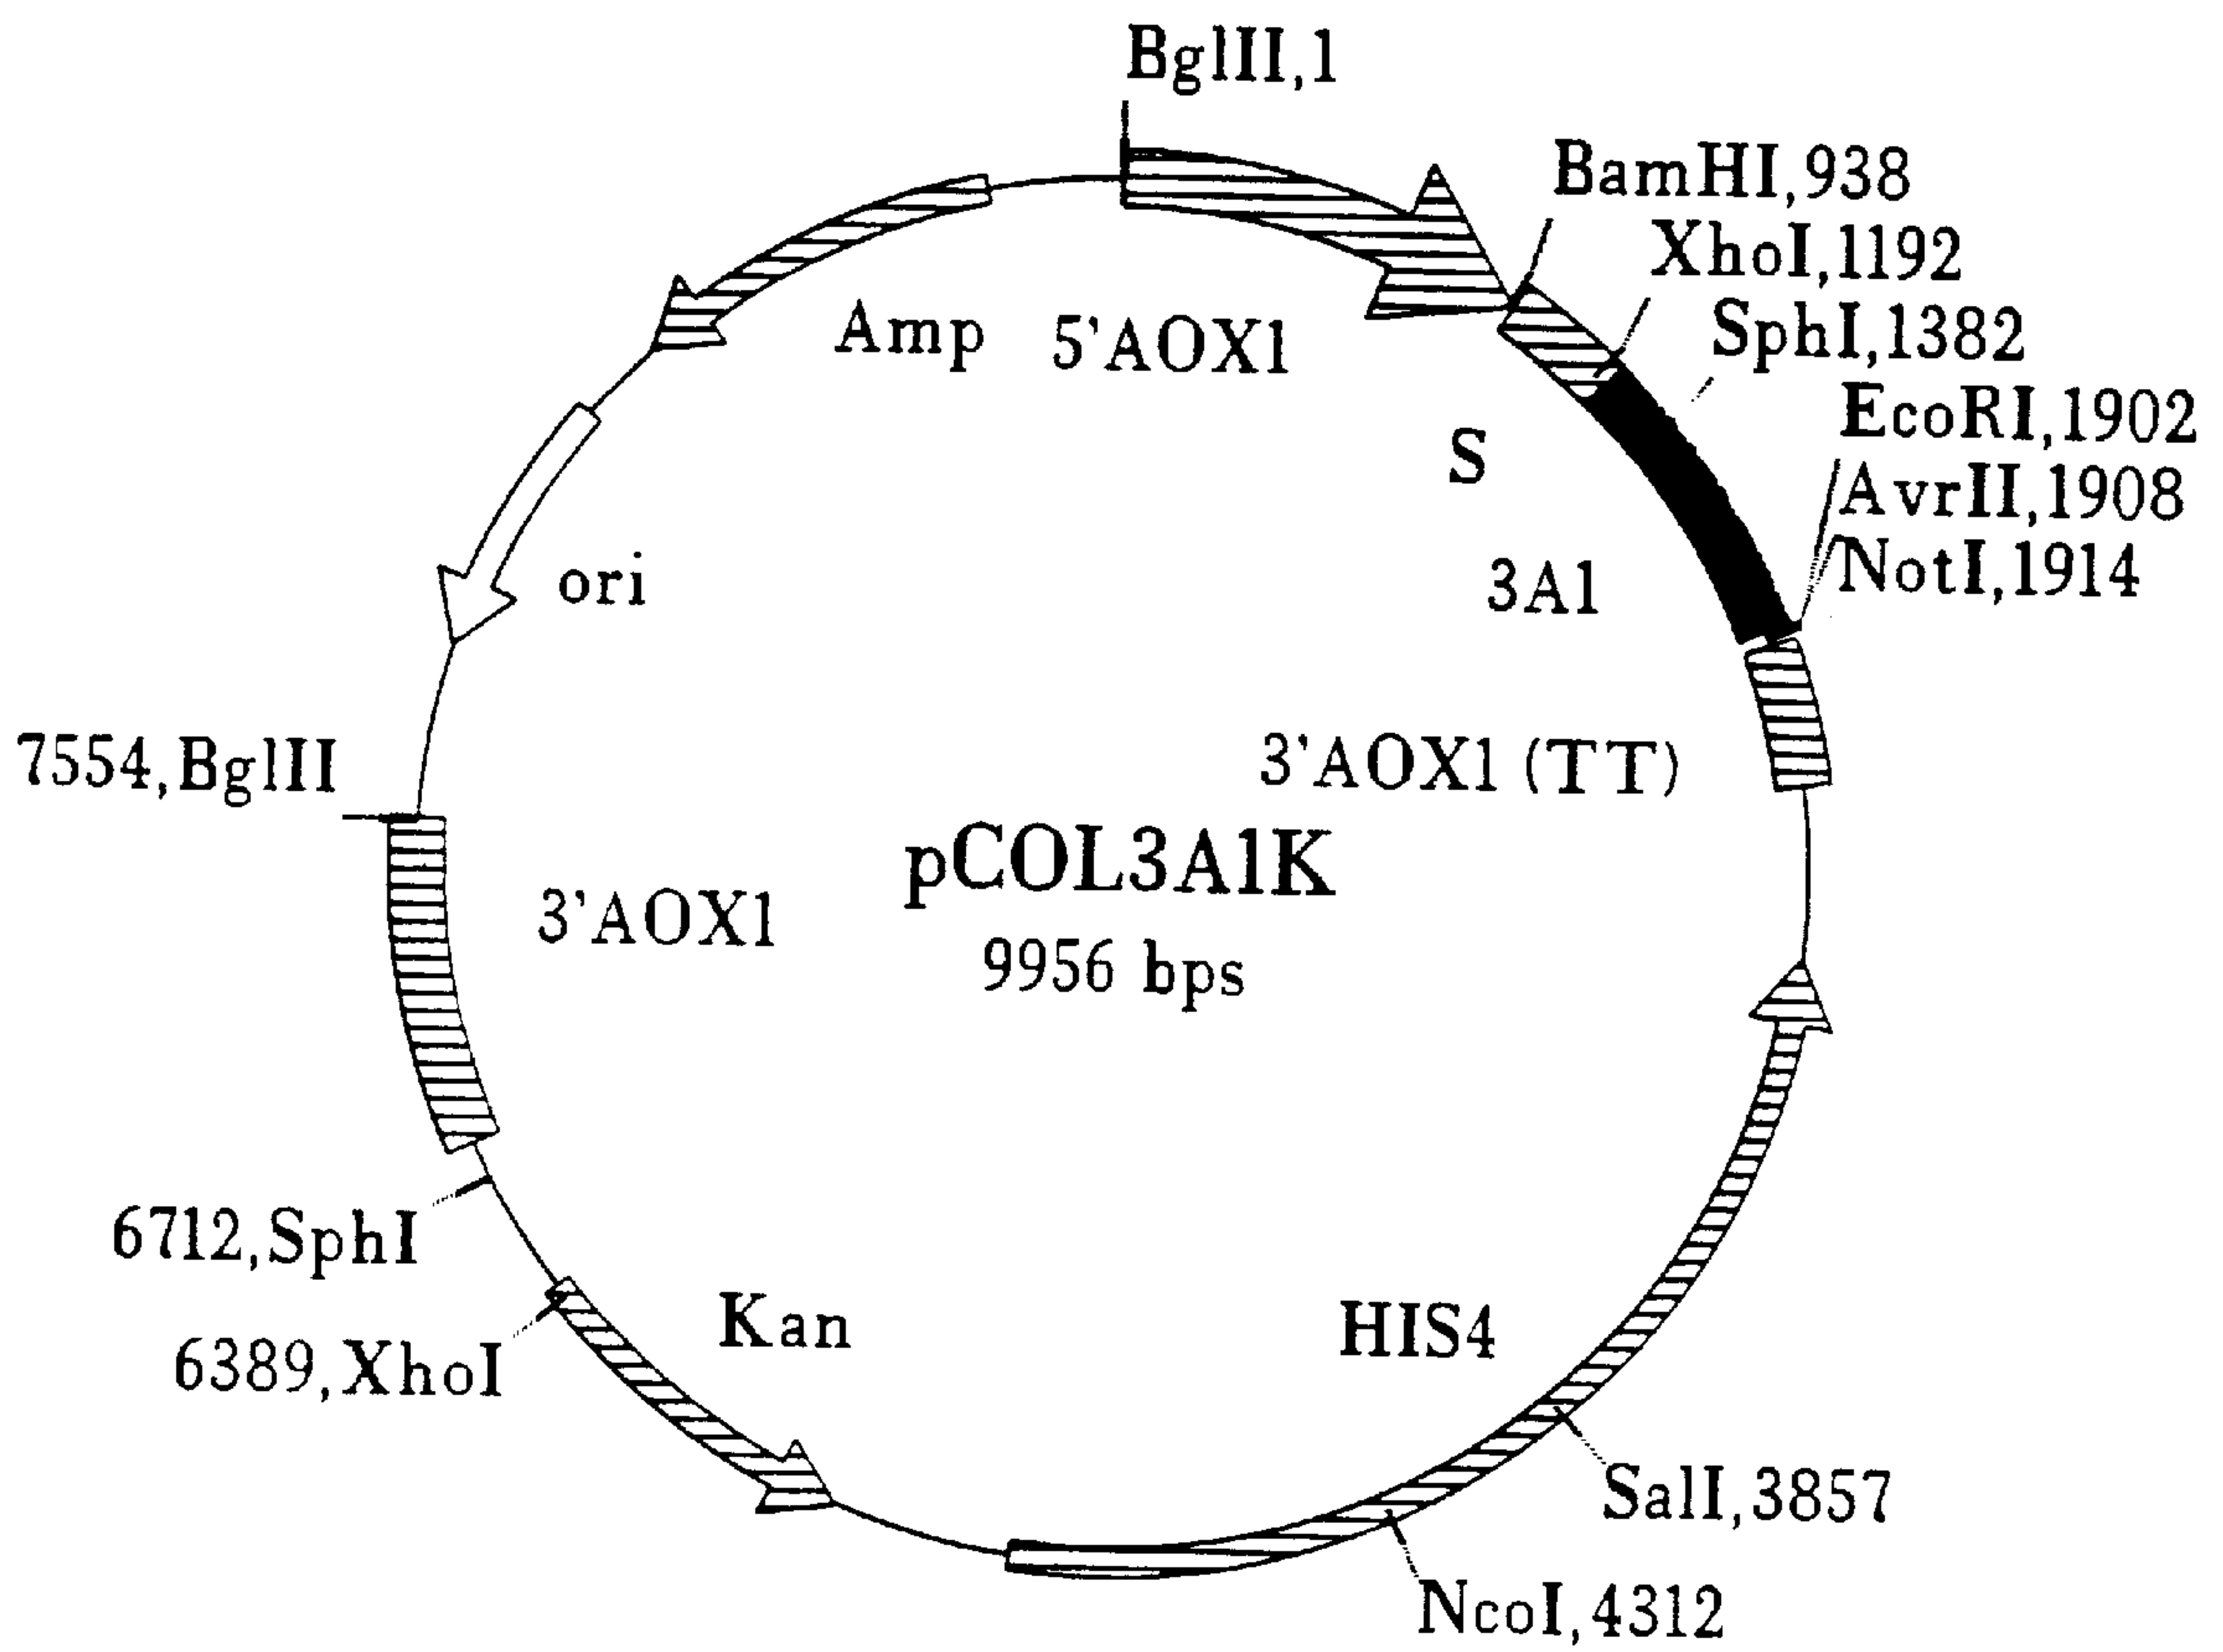 BglII,1
BamHI,938
XhoI,1192
SphI,1382
EcoRI,1902
AvrII,1908
NotI,1914
Amp
5'AOX1
S
3A1
ori
3'AOX1 (TT)
7554,BglII
pCOL3A1K
9956 bps
3'AOX1
6712,SphI
6389,XhoI
Kan
HIS4
SalI,3857
NcoI,4312